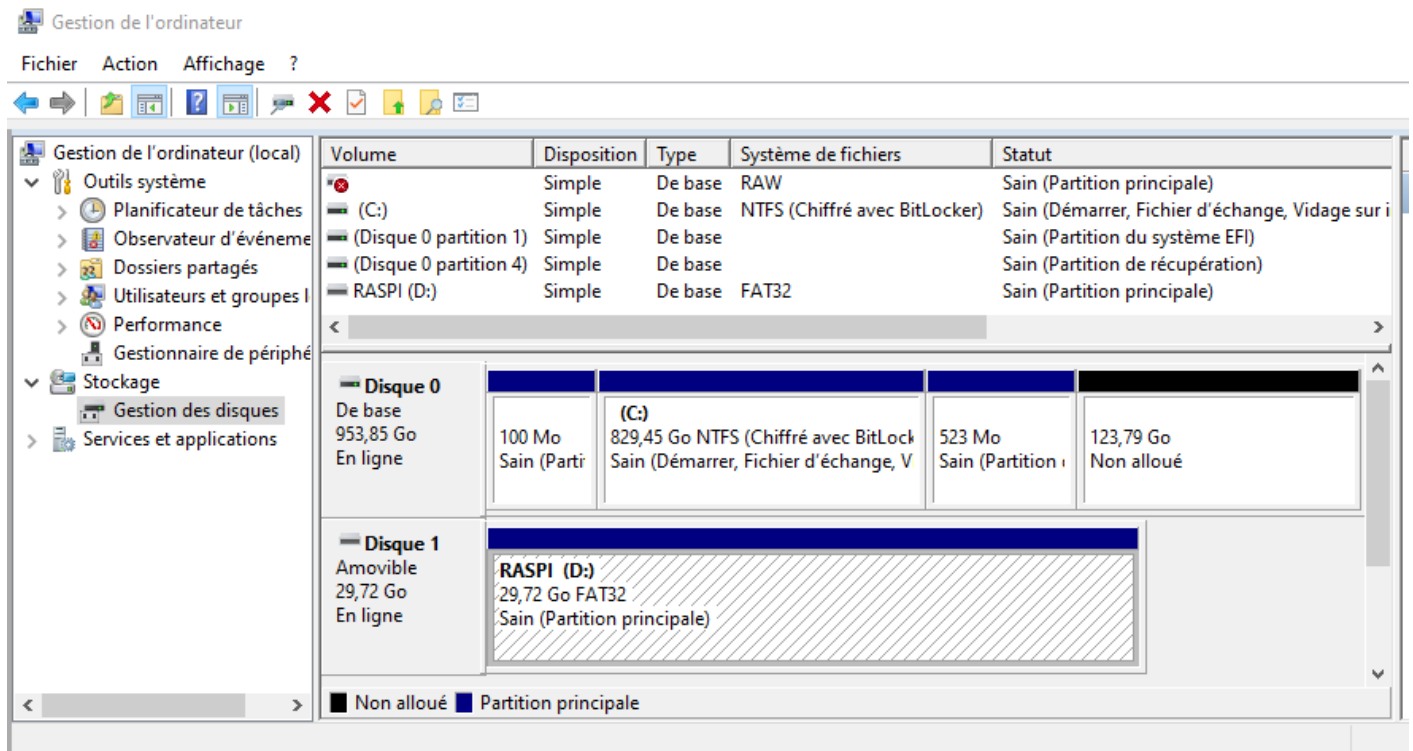 Gestion de l'ordinateur
Fichier Action Affichage ?
Gestion de l'ordinateur (local)
Outils système
Planificateur de tâches
Observateur d'événeme
Dossiers partagés
Utilisateurs et groupes l
Performance
Gestionnaire de périphé
Stockage
Gestion des disques
Services et applications
Volume Disposition Type Système de fichiers Statut
Simple De base RAW Sain (Partition principale)
(C:) Simple De base NTFS (Chiffré avec BitLocker) Sain (Démarrer, Fichier d'échange, Vidage sur i
(Disque 0 partition 1) Simple De base Sain (Partition du système EFI)
(Disque 0 partition 4) Simple De base Sain (Partition de récupération)
RASPI (D:) Simple De base FAT32 Sain (Partition principale)
Disque 0
De base
953,85 Go
En ligne
100 Mo
Sain (Parti
(C:)
829,45 Go NTFS (Chiffré avec BitLock
Sain (Démarrer, Fichier d'échange, V
523 Mo
Sain (Partition
123,79 Go
Non alloué
Disque 1
Amovible
29,72 Go
En ligne
RASPI (D:)
29,72 Go FAT32
Sain (Partition principale)
Non alloué Partition principale